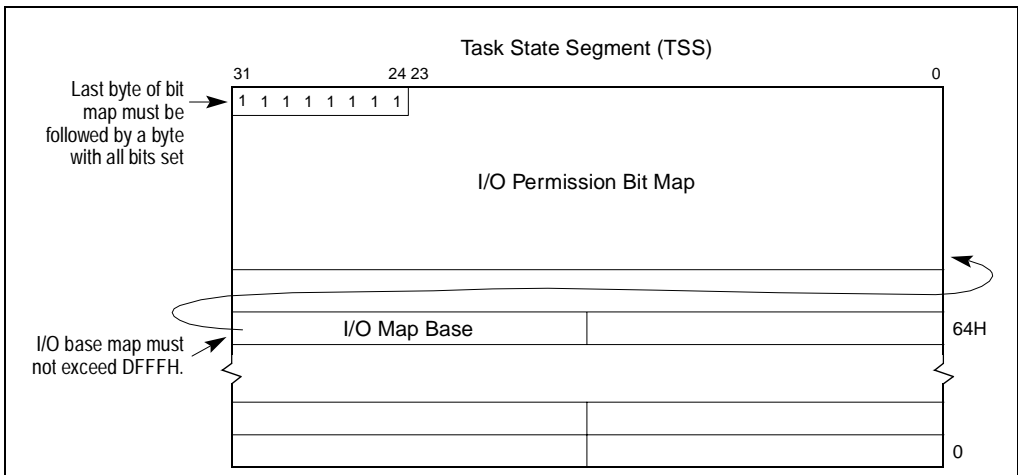 Task State Segment (TSS)
31 24 23 0
Last byte of bit
map must be
followed by a byte
with all bits set
1 1 1 1 1 1 1 1
I/O Permission Bit Map
I/O Map Base
64H
I/O base map must
not exceed DFFFH.
0